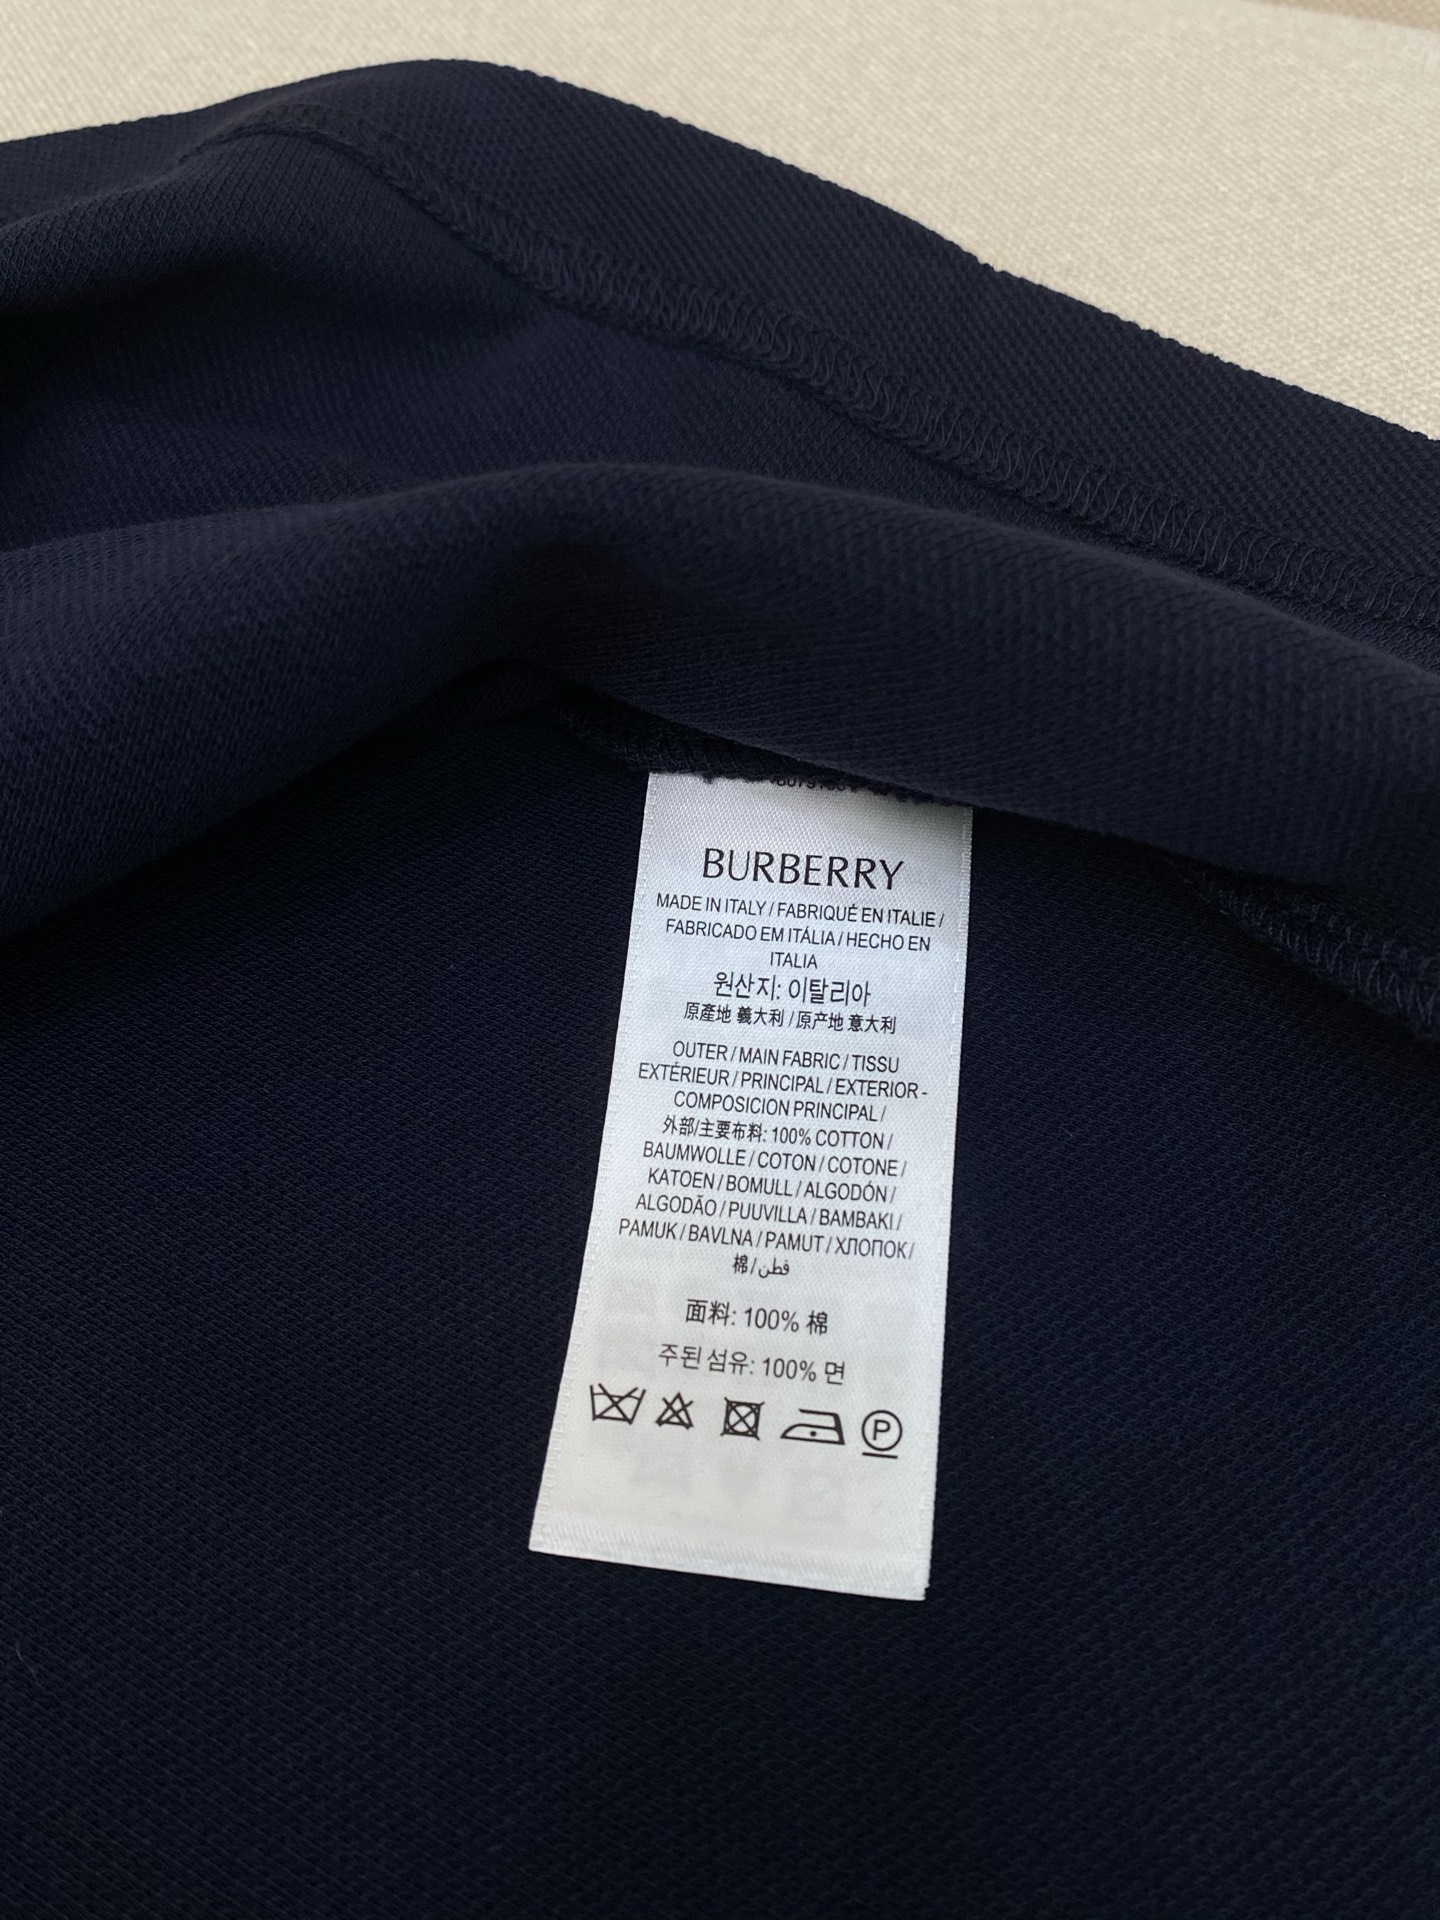 BURBERRY
MADE IN ITALY / FABRIQUÉ EN ITALIE /
FABRICADO EM ITÁLIA / HECHO EN
ITALIA
원산지: 이탈리아
原產地 義大利 / 原产地 意大利
OUTER / MAIN FABRIC / TISSU
EXTÉRIEUR / PRINCIPAL / EXTERIOR -
COMPOSICION PRINCIPAL /
外部/主要布料: 100% COTTON /
BAUMWOLLE / COTON / COTONE /
KATOEN / BOMULL / ALGODÓN /
ALGODÃO / PUUVILLA / BAMBAKI /
PAMUK / BAVLNA / PAMUT / ХЛОПОК /
棉 / قطن
面料: 100% 棉
주된 섬유: 100% 면
P